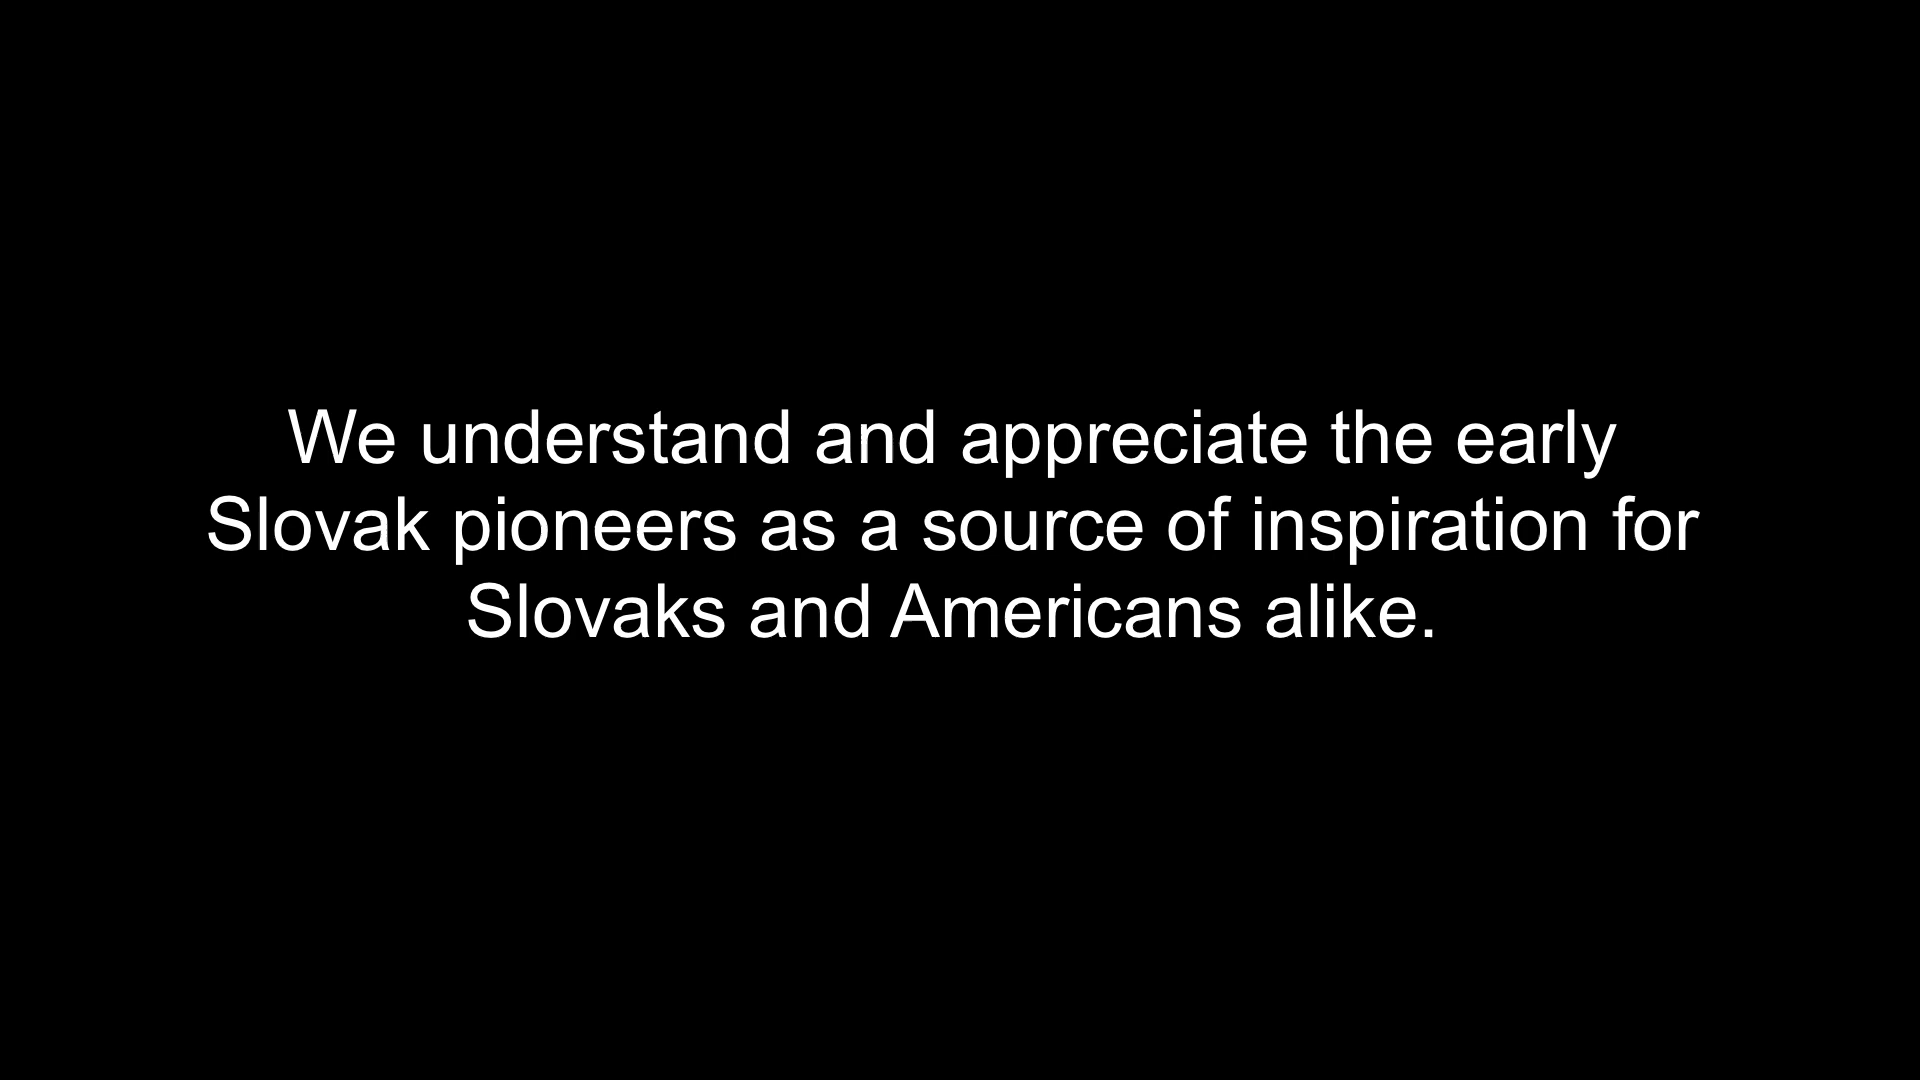 We understand and appreciate the early
Slovak pioneers as a source of inspiration for
Slovaks and Americans alike.